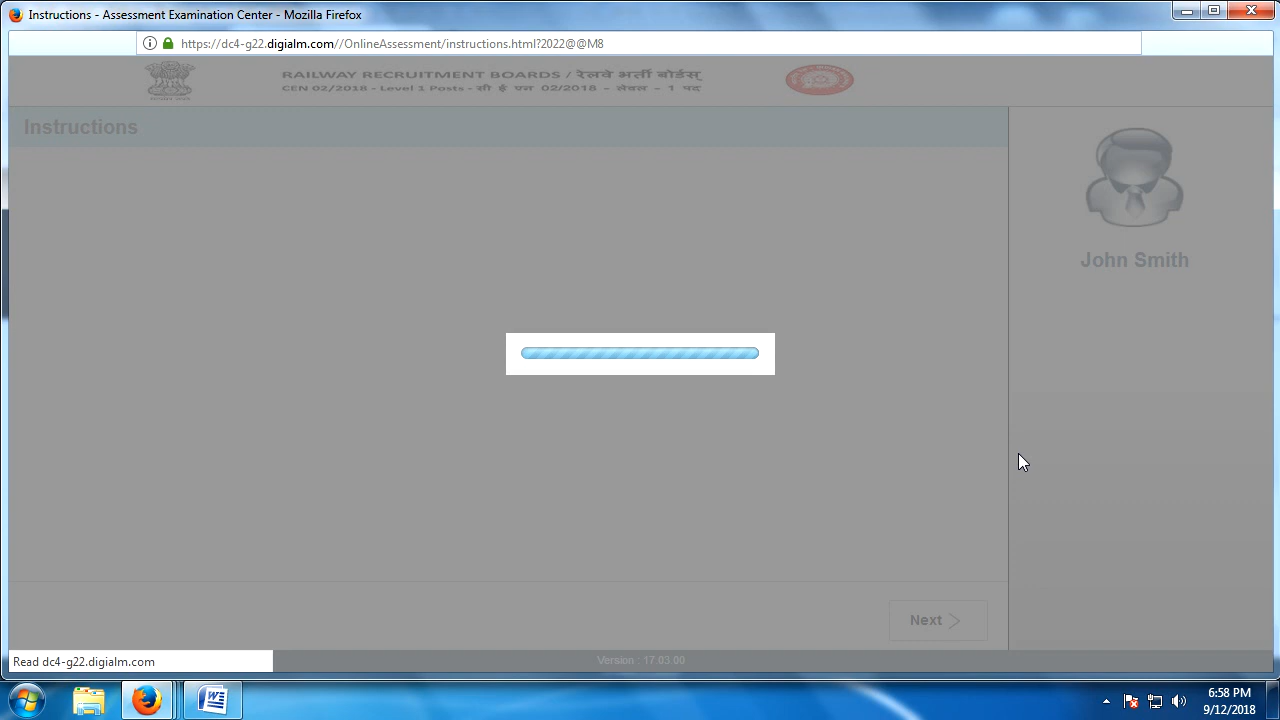 Instructions - Assessment Examination Center - Mozilla Firefox
https://dc4-g22.digialm.com//OnlineAssessment/instructions.html?2022@@M8
RAILWAY RECRUITMENT BOARDS / रेलवे भर्ती बोर्डस्
CEN 02/2018 - Level 1 Posts - सी ई एन 02/2018 - लेवल - 1 पद
Instructions
John Smith
Next
Read dc4-g22.digialm.com
Version : 17.03.00
6:58 PM
9/12/2018